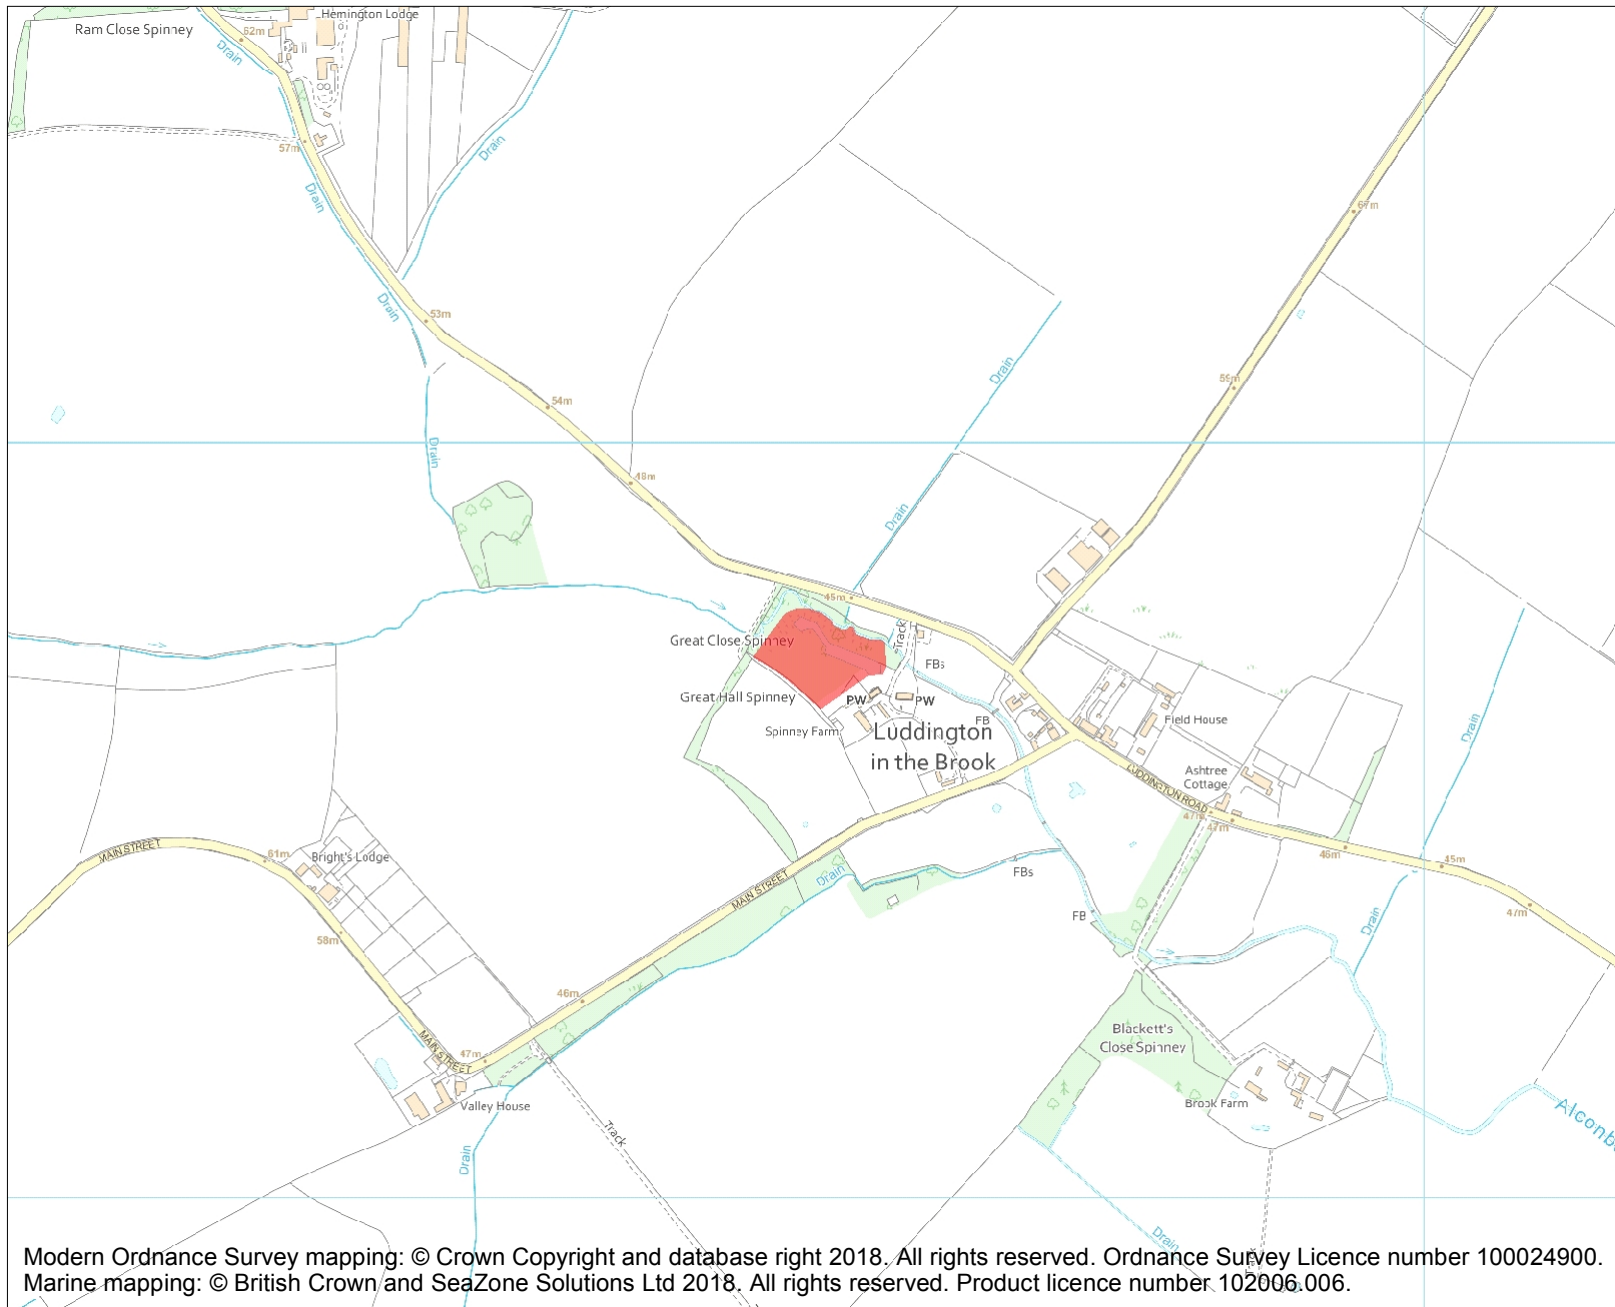 Hemington Lodge
Ram Close Spinney
62m
Drain
57m
Drain
Drain
Drain
53m
67m
Drain
59m
54m
Drain
48m
Drain
45m
Great Close Spinney
Track
FBs
Great Hall Spinney
PW
PW
Spinney Farm
FB
Field House
Luddington
in the Brook
Drain
Ashtree
Cottage
LUDDINGTON ROAD
47m
47m
MAIN STREET
61m
Bright's Lodge
46m
45m
Drain
FBs
MAIN STREET
47m
FB
Drain
58m
46m
Blackett's
Close Spinney
MAIN STREET
47m
Valley House
Brook Farm
Track
Drain
Drain
Track
Modern Ordnance Survey mapping: © Crown Copyright and database right 2018. All rights reserved. Ordnance Survey Licence number 100024900.
Marine mapping: © British Crown and SeaZone Solutions Ltd 2018. All rights reserved. Product licence number 102006.006.